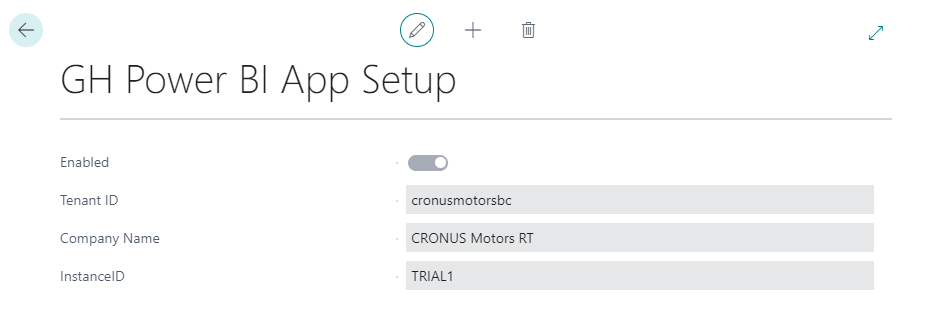 GH Power BI App Setup
Enabled
Tenant ID cronusmotorsbc
Company Name CRONUS Motors RT
InstanceID TRIAL1